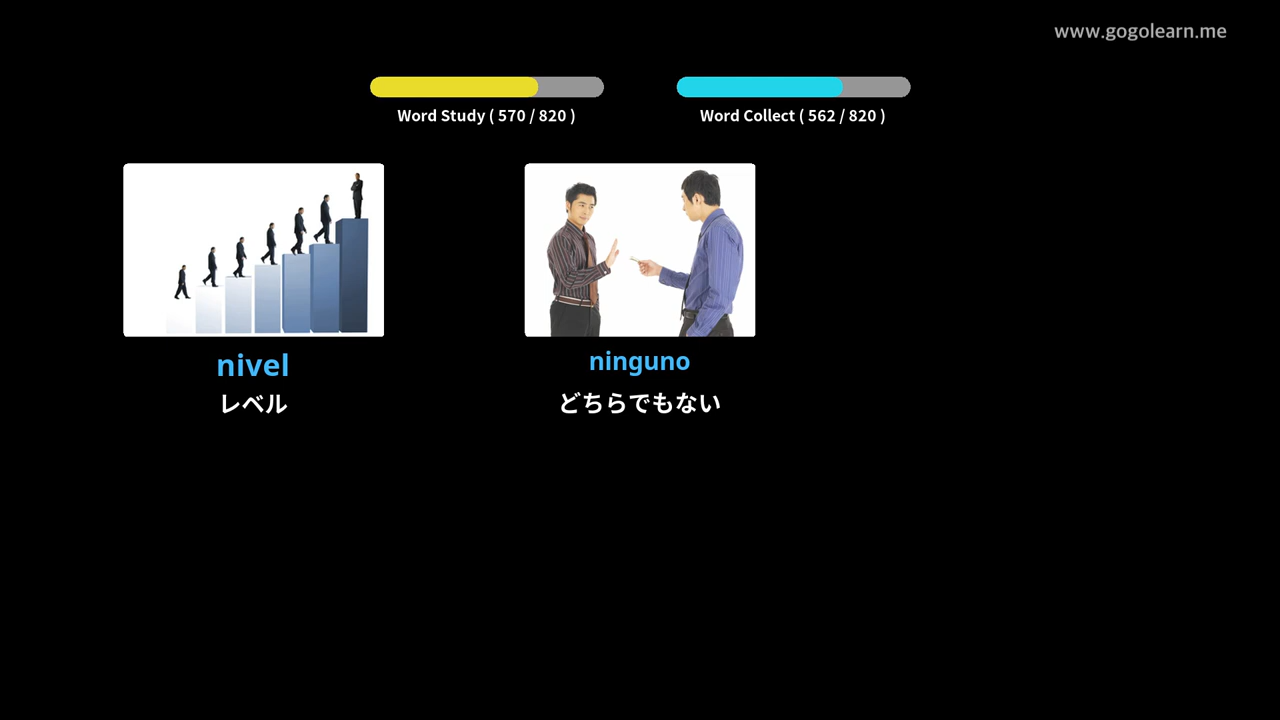 www.gogolearn.me
Word Study ( 570 / 820 )
Word Collect ( 562 / 820 )
nivel
レベル
ninguno
どちらでもない